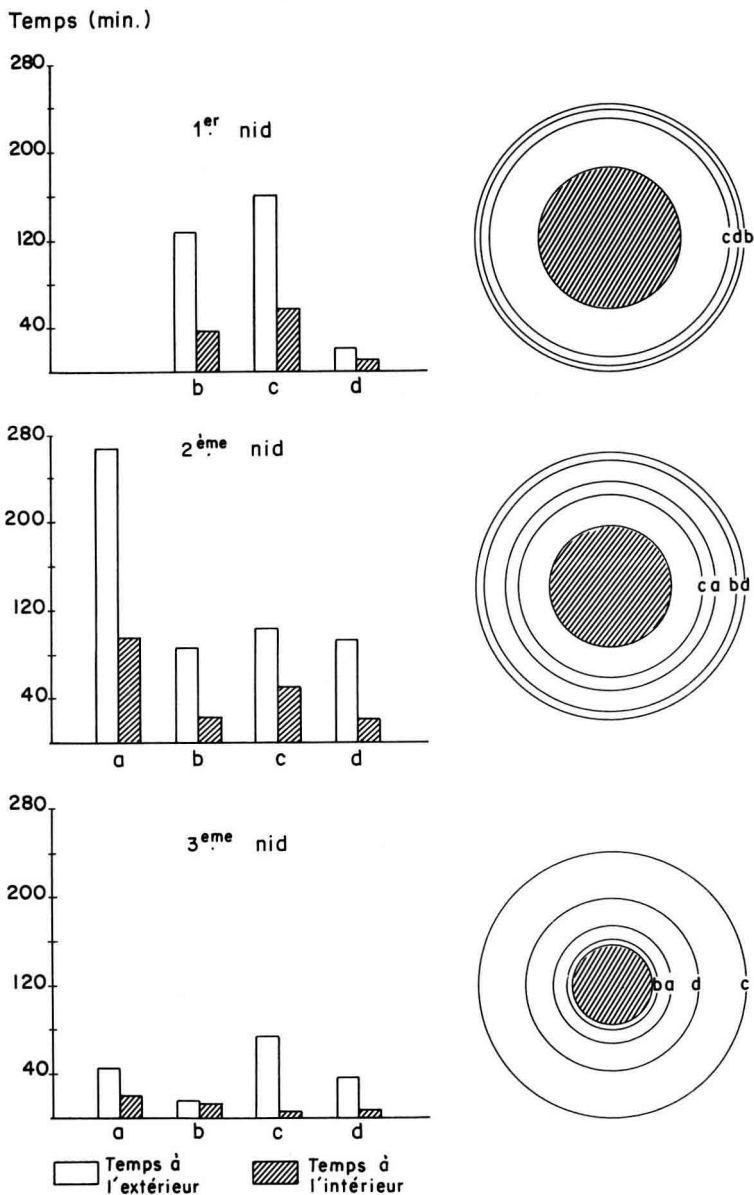 Temps (min.)
280
200
120
40
1er nid
b c d
cdb
280
200
120
40
2ème nid
a b c d
ca bd
280
200
120
40
3eme nid
a b c d
ba d c
Temps à l'extérieur
Temps à l'intérieur